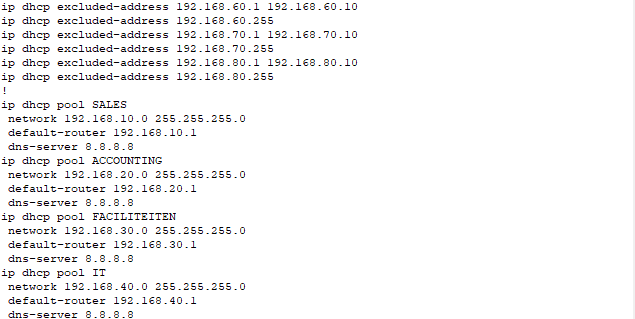 ip dhcp excluded-address 192.168.60.1 192.168.60.10
ip dhcp excluded-address 192.168.60.255
ip dhcp excluded-address 192.168.70.1 192.168.70.10
ip dhcp excluded-address 192.168.70.255
ip dhcp excluded-address 192.168.80.1 192.168.80.10
ip dhcp excluded-address 192.168.80.255
!
ip dhcp pool SALES
 network 192.168.10.0 255.255.255.0
 default-router 192.168.10.1
 dns-server 8.8.8.8
ip dhcp pool ACCOUNTING
 network 192.168.20.0 255.255.255.0
 default-router 192.168.20.1
 dns-server 8.8.8.8
ip dhcp pool FACILITEITEN
 network 192.168.30.0 255.255.255.0
 default-router 192.168.30.1
 dns-server 8.8.8.8
ip dhcp pool IT
 network 192.168.40.0 255.255.255.0
 default-router 192.168.40.1
 dns-server 8.8.8.8